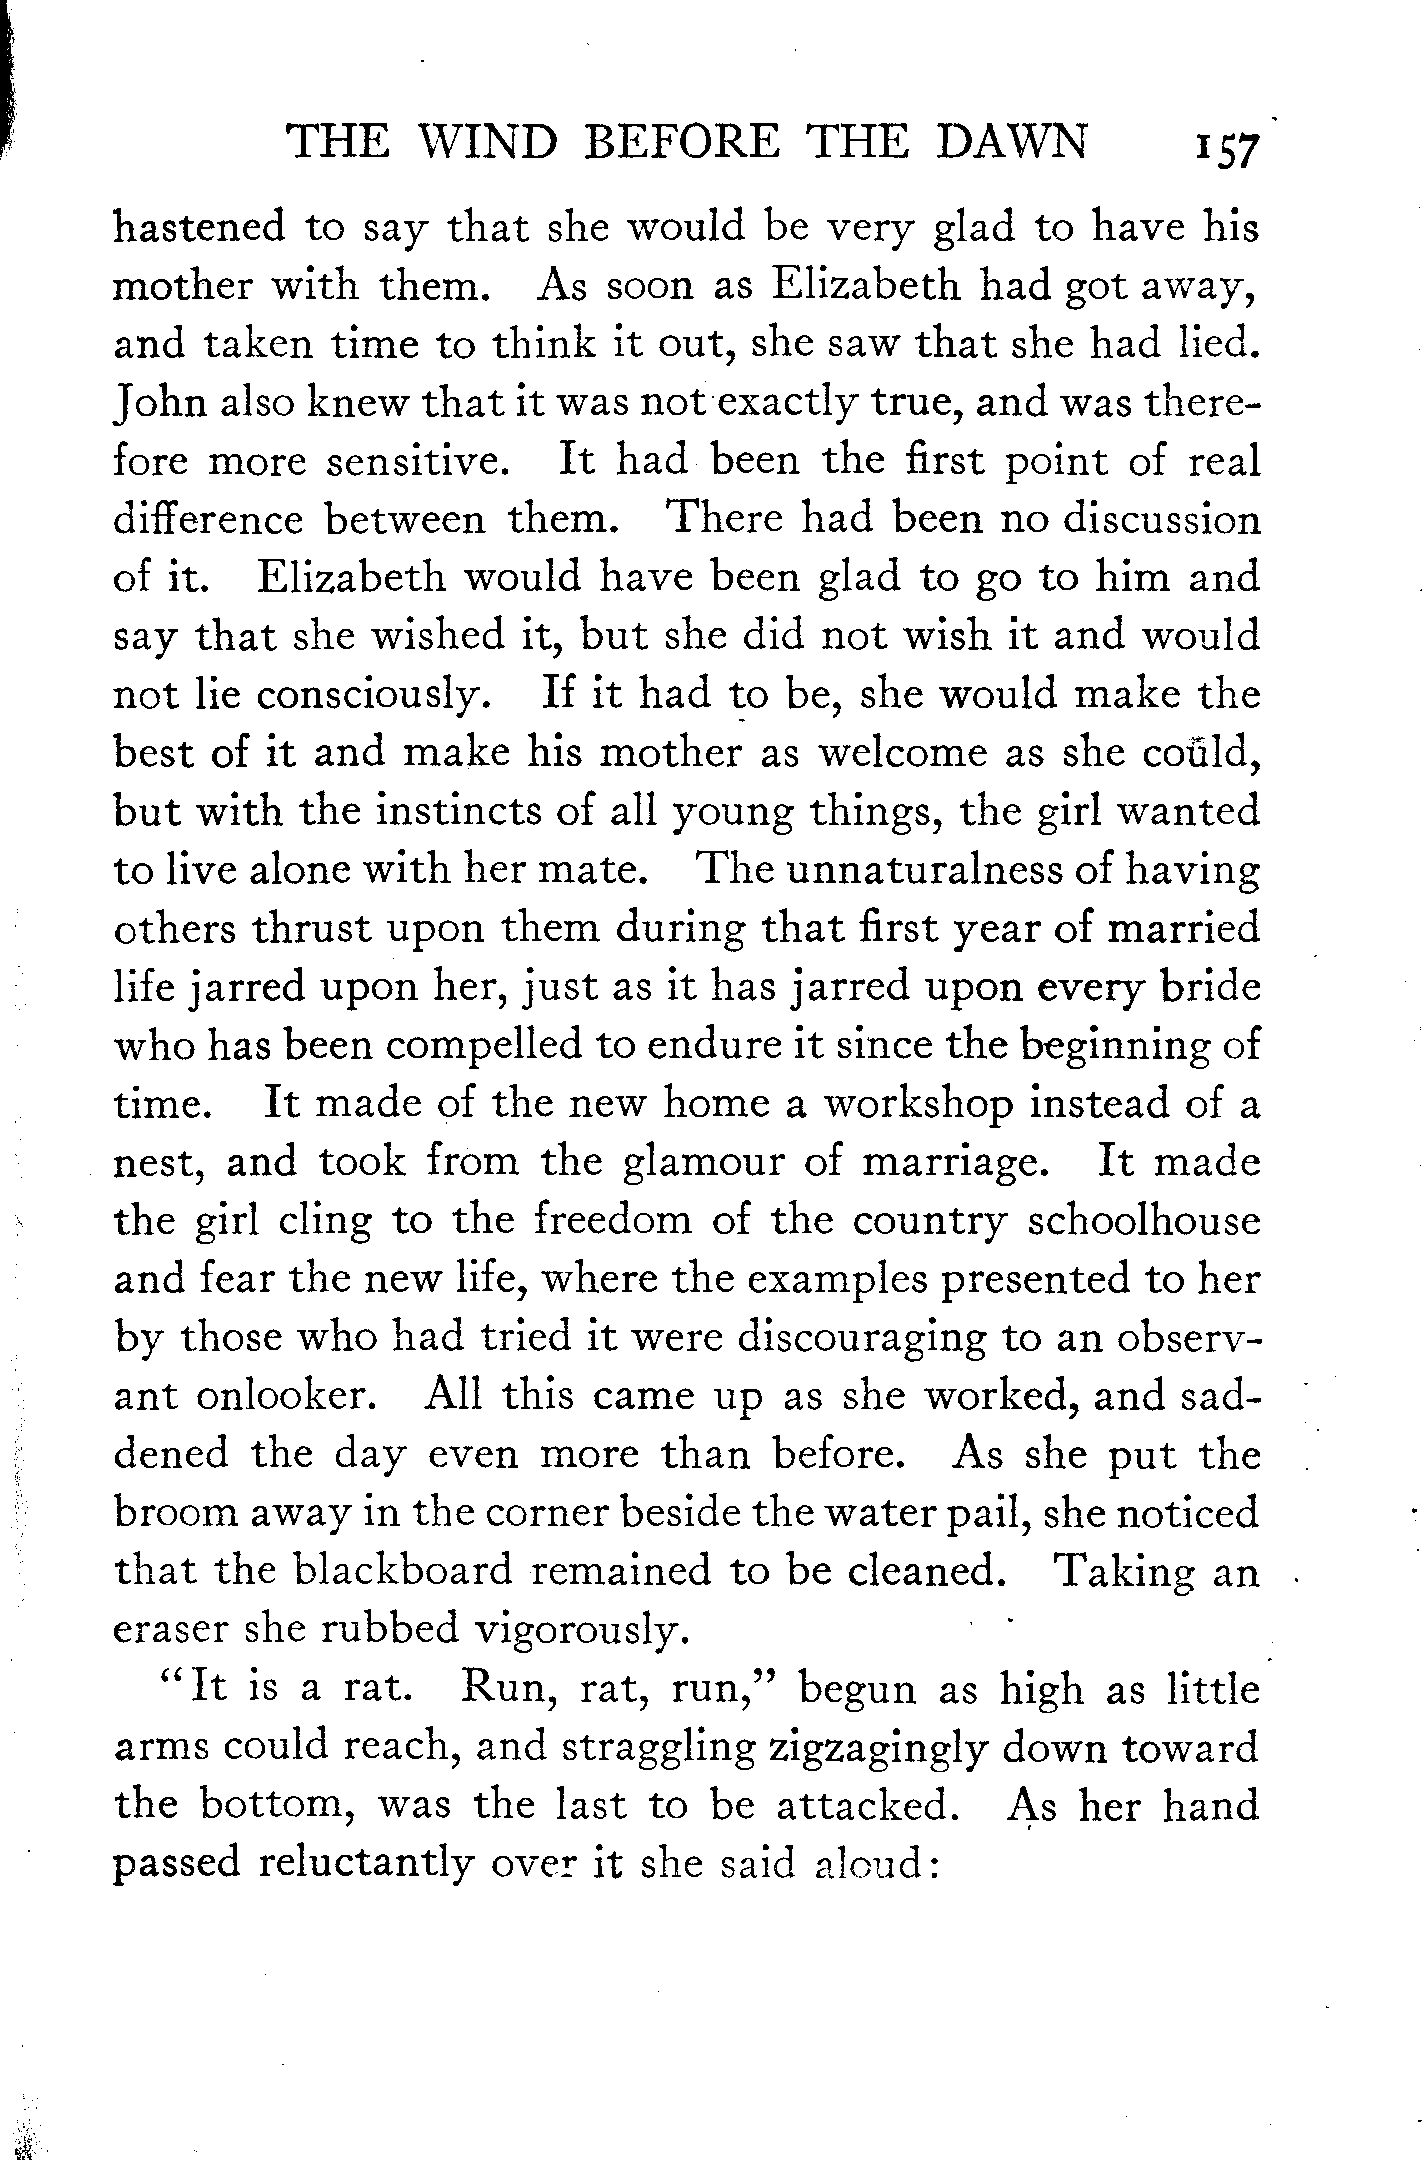 THE WIND BEFORE THE DAWN 157
hastened to say that she would be very glad to have his
mother with them. As soon as Elizabeth had got away,
and taken time to think it out, she saw that she had lied.
John also knew that it was not exactly true, and was there-
fore more sensitive. It had been the first point of real
difference between them. There had been no discussion
of it. Elizabeth would have been glad to go to him and
say that she wished it, but she did not wish it and would
not lie consciously. If it had to be, she would make the
best of it and make his mother as welcome as she could,
but with the instincts of all young things, the girl wanted
to live alone with her mate. The unnaturalness of having
others thrust upon them during that first year of married
life jarred upon her, just as it has jarred upon every bride
who has been compelled to endure it since the beginning of
time. It made of the new home a workshop instead of a
nest, and took from the glamour of marriage. It made
the girl cling to the freedom of the country schoolhouse
and fear the new life, where the examples presented to her
by those who had tried it were discouraging to an observ-
ant onlooker. All this came up as she worked, and sad-
dened the day even more than before. As she put the
broom away in the corner beside the water pail, she noticed
that the blackboard remained to be cleaned. Taking an
eraser she rubbed vigorously.
"It is a rat. Run, rat, run," begun as high as little
arms could reach, and straggling zigzagingly down toward
the bottom, was the last to be attacked. As her hand
passed reluctantly over it she said aloud: